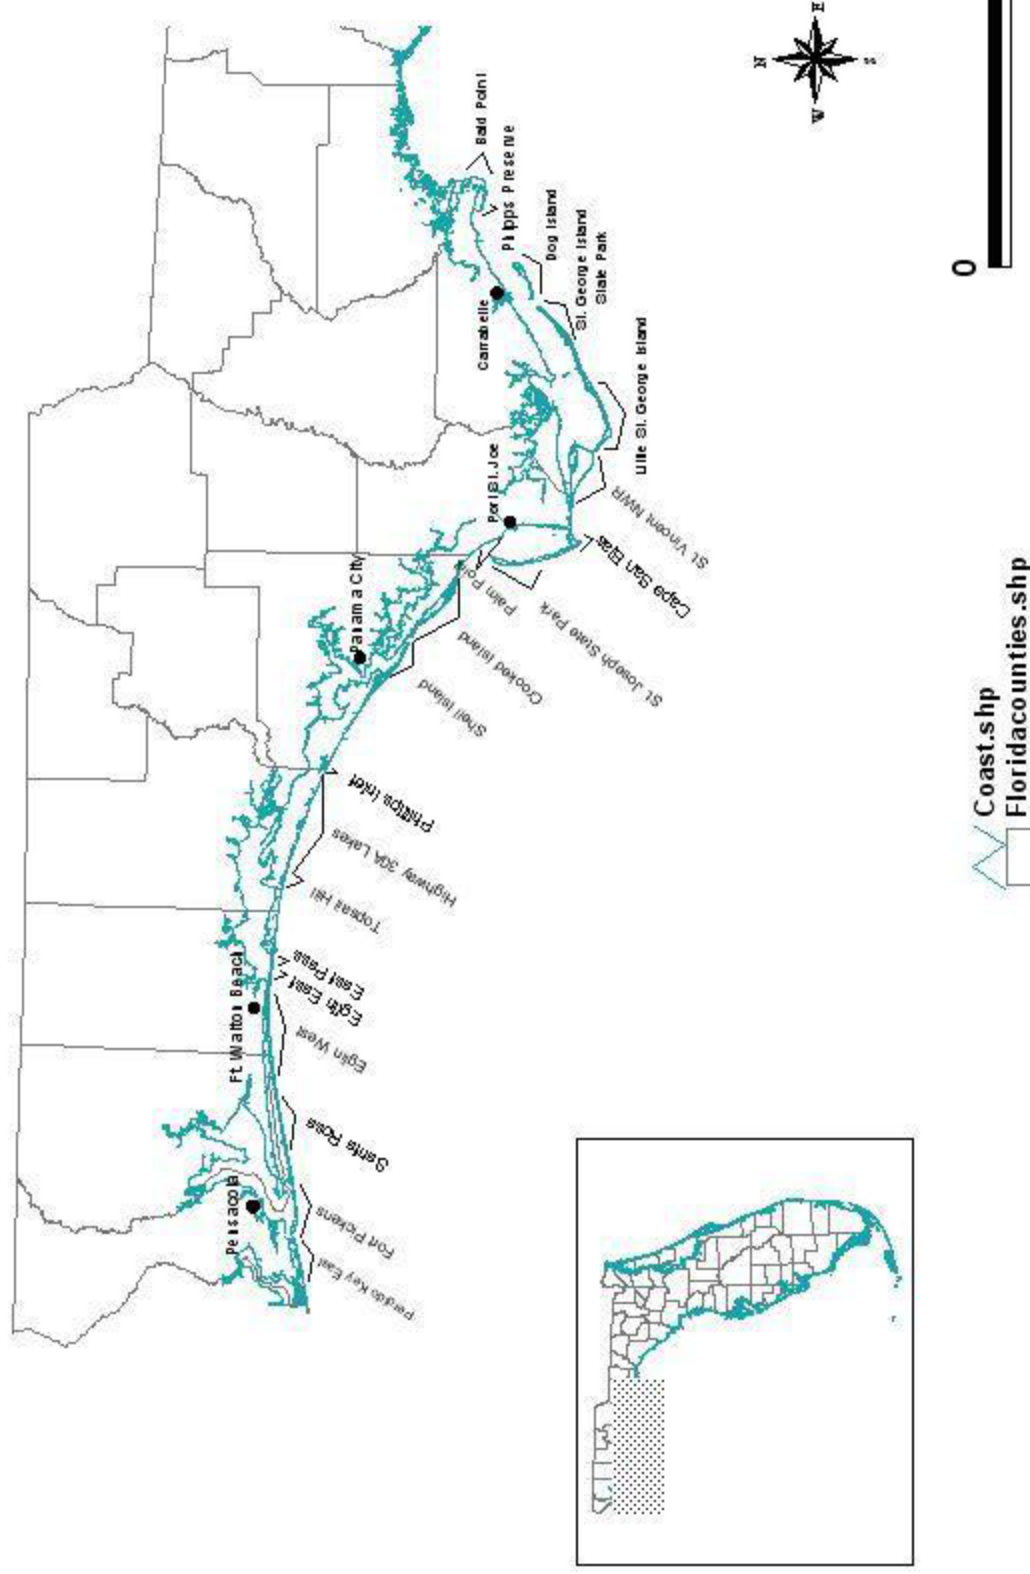 Pensacola
Ft. Walton Beach
Panama City
Port St. Joe
Carrabelle
Bald Point
Phipps Preserve
Dog Island
St. George Island
State Park
Little St. George Island
St. Vincent NWR
Cape San Blas
St. Joseph State Park
Palm Point
Crooked Island
Shell Island
Phillips Inlet
Highway 30A Lakes
Topsail Hill
East Pass
Eglin East
Eglin West
Santa Rosa
Fort Pickens
Perdido Key East
N
E
W
S
0
Coast.shp
Floridacounties.shp